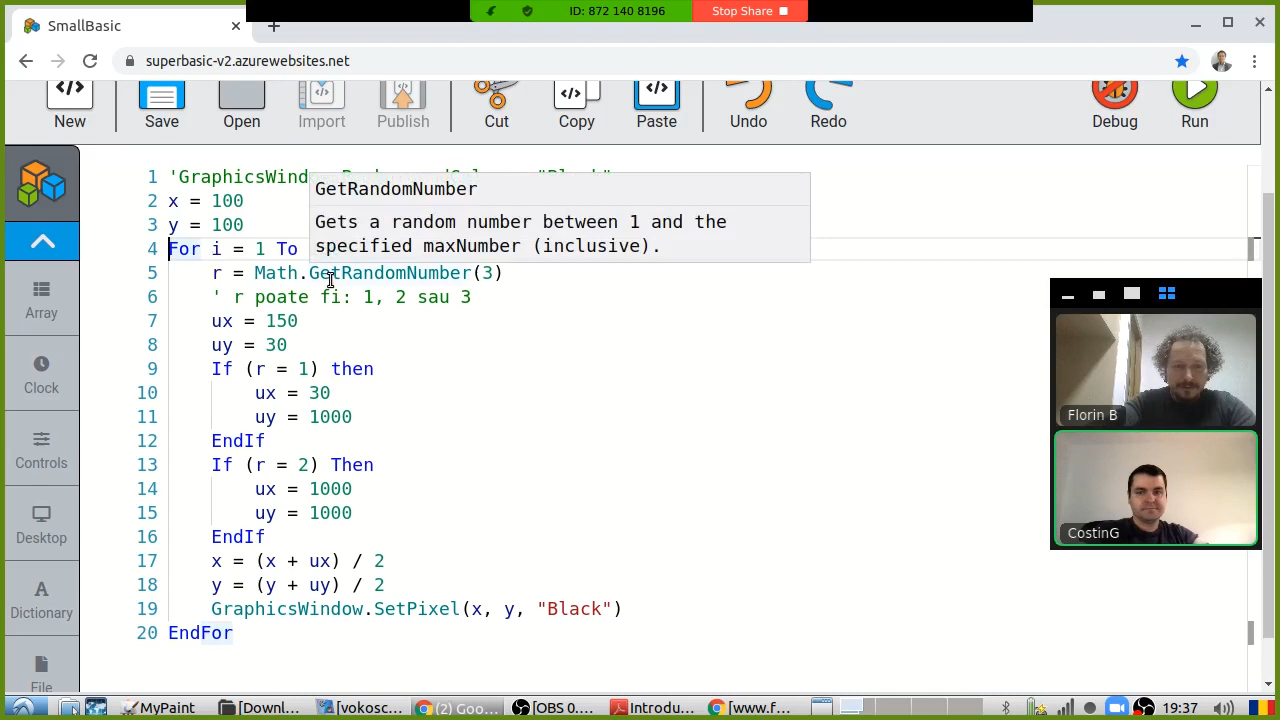 ID: 872 140 8196
Stop Share
SmallBasic
superbasic-v2.azurewebsites.net
New
Save
Open
Import
Publish
Cut
Copy
Paste
Undo
Redo
Debug
Run
1 'GraphicsWindow.BackgroundColor = "Black"
2 x = 100
3 y = 100
4 For i = 1 To
GetRandomNumber
Gets a random number between 1 and the
specified maxNumber (inclusive).
5 r = Math.GetRandomNumber(3)
6 ' r poate fi: 1, 2 sau 3
7 ux = 150
8 uy = 30
9 If (r = 1) then
10 ux = 30
11 uy = 1000
12 EndIf
13 If (r = 2) Then
14 ux = 1000
15 uy = 1000
16 EndIf
17 x = (x + ux) / 2
18 y = (y + uy) / 2
19 GraphicsWindow.SetPixel(x, y, "Black")
20 EndFor
Array
Clock
Controls
Desktop
Dictionary
File
Florin B
CostinG
MyPaint
[Downl...
[vokosc...
(2) Goo...
[OBS 0....
Introdu...
[www.f...
19:37